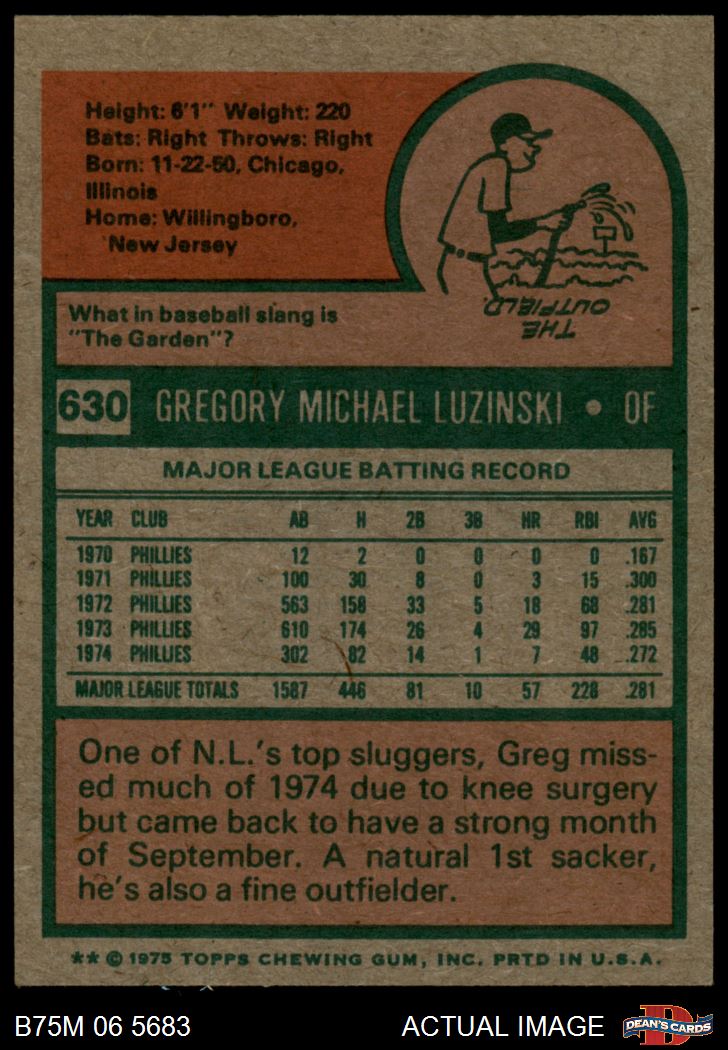 Height: 6'1" Weight: 220
Bats: Right Throws: Right
Born: 11-22-50, Chicago,
Illinois
Home: Willingboro,
New Jersey
What in baseball slang is
"The Garden"?
THE
OUTFIELD.
630 GREGORY MICHAEL LUZINSKI • OF
MAJOR LEAGUE BATTING RECORD
YEAR CLUB AB H 2B 3B HR RBI AVG
1970 PHILLIES 12 2 0 0 0 0 .167
1971 PHILLIES 100 30 8 0 3 15 .300
1972 PHILLIES 563 158 33 5 18 68 .281
1973 PHILLIES 610 174 26 4 29 97 .285
1974 PHILLIES 302 82 14 1 7 48 .272
MAJOR LEAGUE TOTALS 1587 446 81 10 57 228 .281
One of N.L.'s top sluggers, Greg miss-
ed much of 1974 due to knee surgery
but came back to have a strong month
of September. A natural 1st sacker,
he's also a fine outfielder.
** © 1975 TOPPS CHEWING GUM, INC. PRTD IN U.S.A.
B75M 06 5683 ACTUAL IMAGE D DEAN'S CARDS